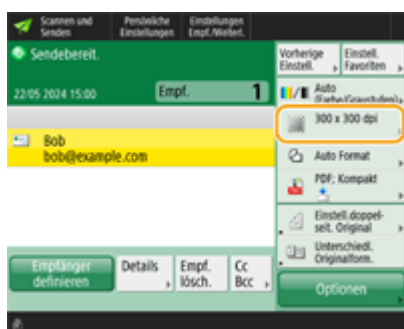 Scannen und
Senden
Persönliche
Einstellungen
Einstellungen
Empf./Weiterl.
Sendebereit.
22/05 2024 15:00
Empf.
1
Bob
bob@example.com
Empfänger
definieren
Details
Empf.
lösch.
Cc
Bcc
Vorherige
Einstell.
Einstell.
Favoriten
Auto
(Farbe/Graustufen)
300 x 300 dpi
Auto Format
PDF; Kompakt
Einstell.doppel-
seit. Original
Unterschiedl.
Originalform.
Optionen